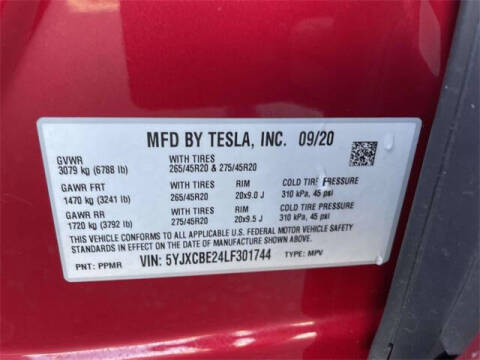 MFD BY TESLA, INC. 09/20
GVWR WITH TIRES
3079 kg (6788 lb) 265/45R20 & 275/45R20
GAWR FRT WITH TIRES RIM COLD TIRE PRESSURE
1470 kg (3241 lb) 265/45R20 20x9.0 J 310 kPa, 45 psi
GAWR RR WITH TIRES RIM COLD TIRE PRESSURE
1720 kg (3792 lb) 275/45R20 20x9.5 J 310 kPa, 45 psi
THIS VEHICLE CONFORMS TO ALL APPLICABLE U.S. FEDERAL MOTOR VEHICLE SAFETY
STANDARDS IN EFFECT ON THE DATE OF MANUFACTURE SHOWN ABOVE.
PNT: PPMR VIN: 5YJXCBE24LF301744 TYPE: MPV